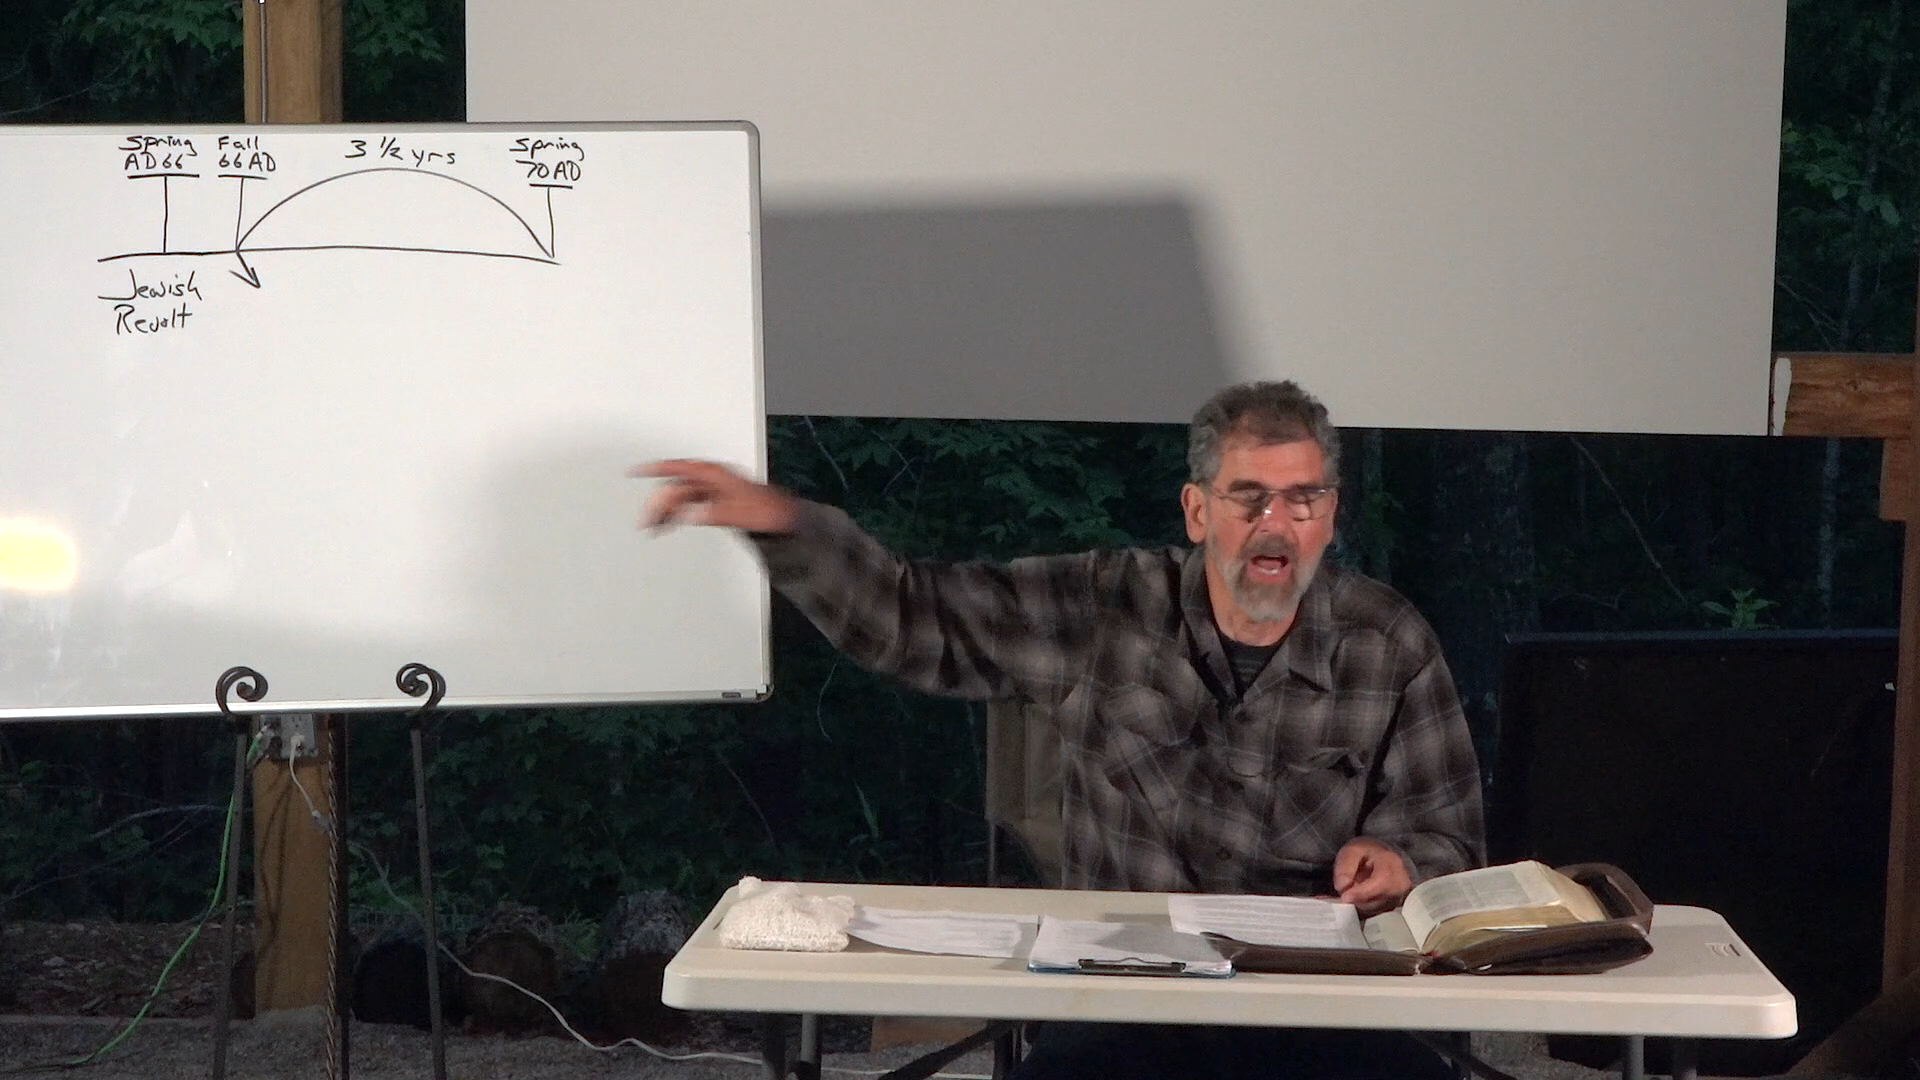 Spring
AD 66
Fall
66 AD
3 ½ yrs
Spring
70 AD
Jewish
Revolt